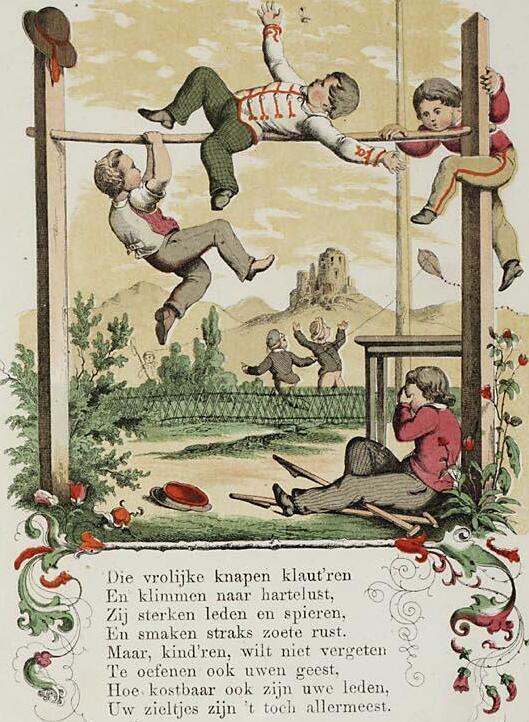 Die vrolijke knapen klaut'ren
En klimmen naar hartelust,
Zij sterken leden en spieren,
En smaken straks zoete rust.
Maar, kind'ren, wilt niet vergeten
Te oefenen ook uwen geest,
Hoe kostbaar ook zijn uwe leden,
Uw zieltjes zijn 't toch allermeest.